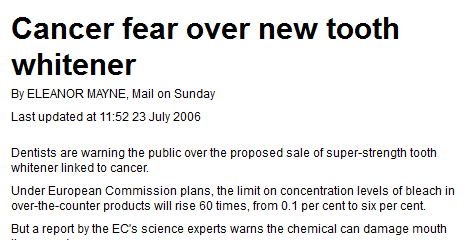 Cancer fear over new tooth
whitener
By ELEANOR MAYNE, Mail on Sunday
Last updated at 11:52 23 July 2006
Dentists are warning the public over the proposed sale of super-strength tooth
whitener linked to cancer.
Under European Commission plans, the limit on concentration levels of bleach in
over-the-counter products will rise 60 times, from 0.1 per cent to six per cent.
But a report by the EC's science experts warns the chemical can damage mouth